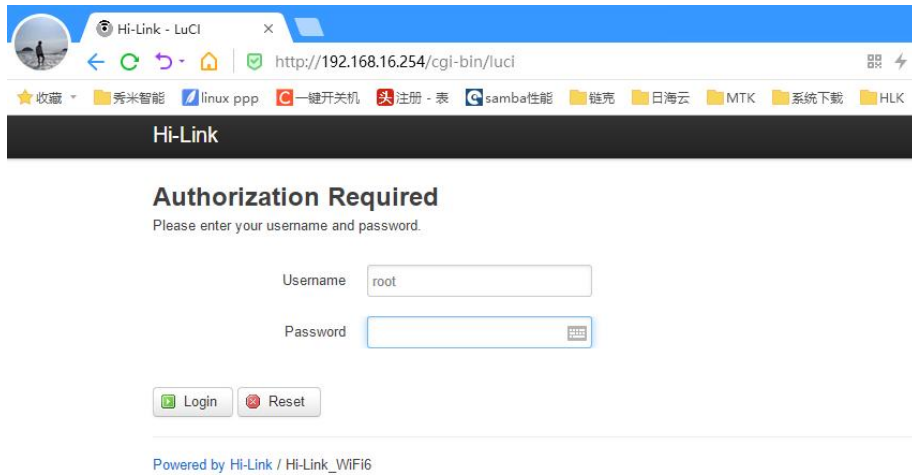 Hi-Link - LuCI
http://192.168.16.254/cgi-bin/luci
收藏 秀米智能 linux ppp 一键开关机 注册 - 表 samba性能 链克 日海云 MTK 系统下载 HLK
Hi-Link
Authorization Required
Please enter your username and password.
Username root
Password
Login Reset
Powered by Hi-Link / Hi-Link_WiFi6